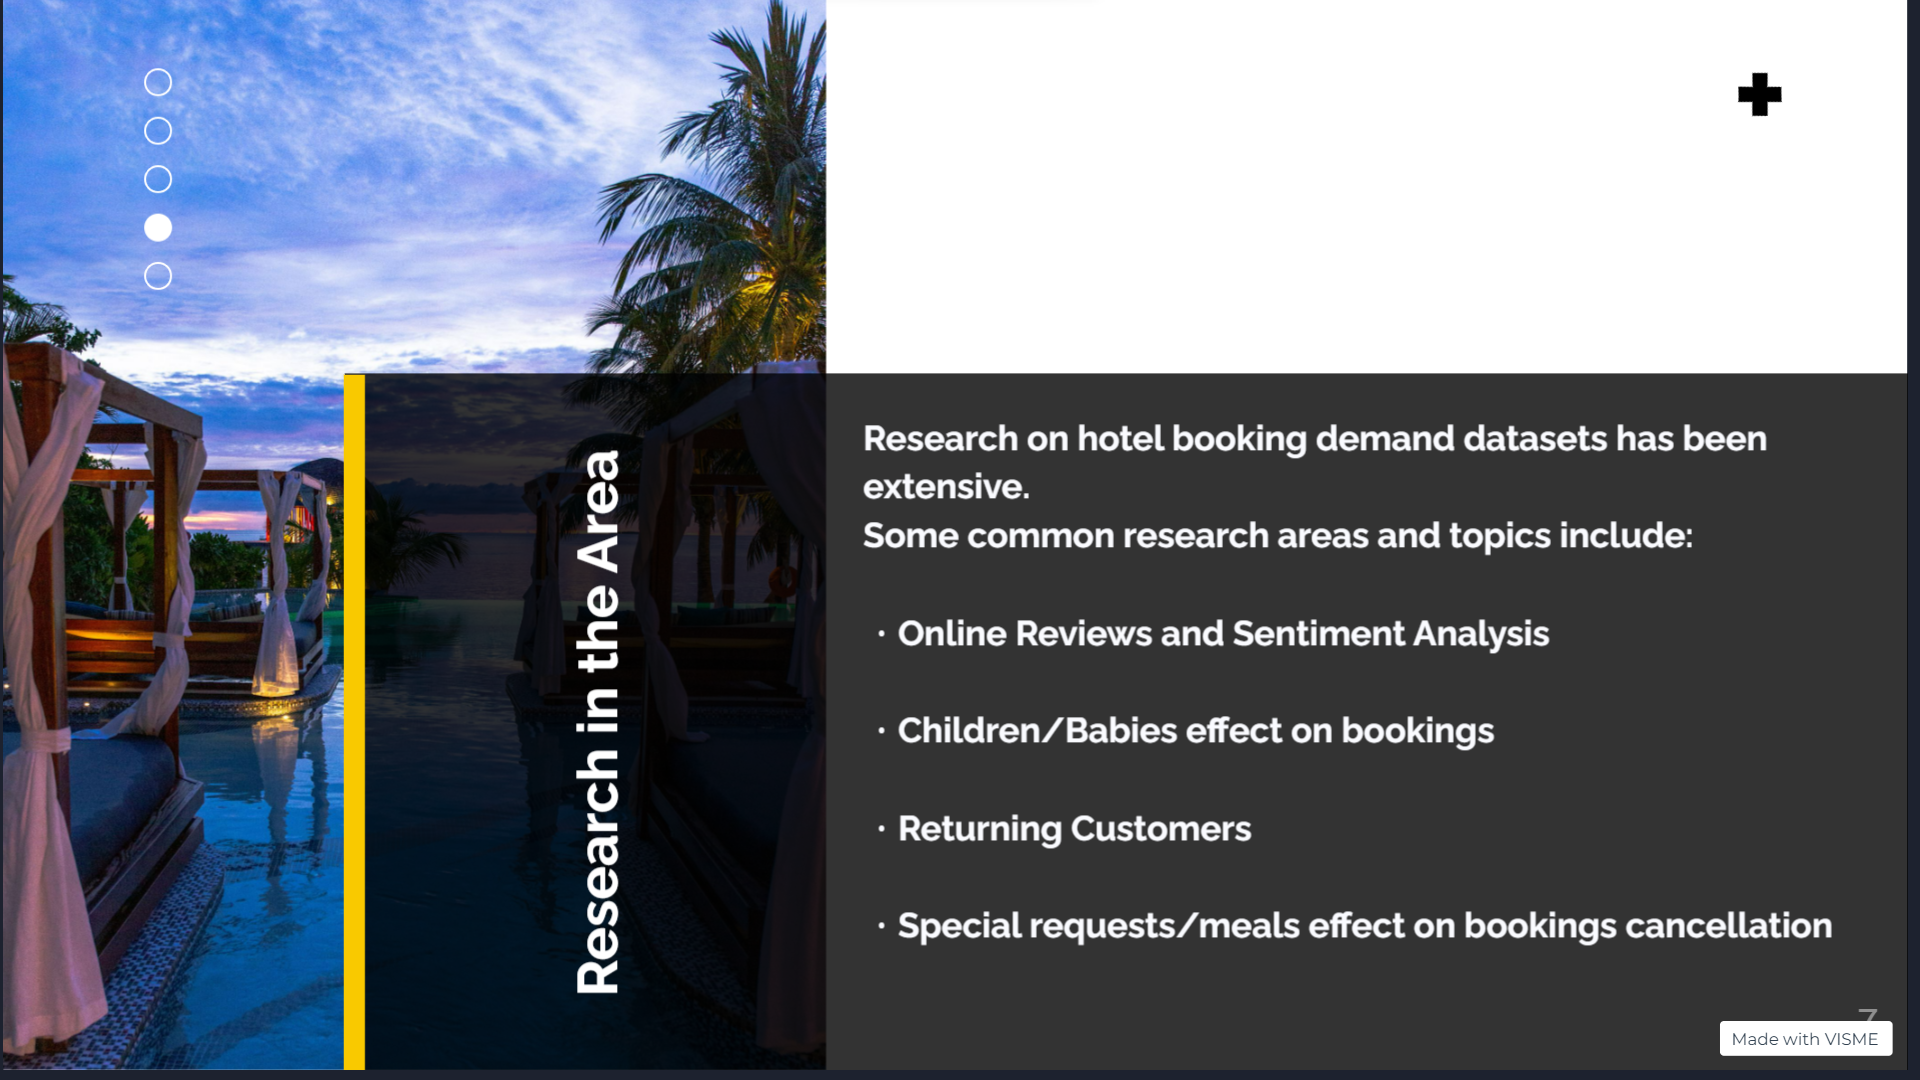 Research in the Area
Research on hotel booking demand datasets has been
extensive.
Some common research areas and topics include:
• Online Reviews and Sentiment Analysis
• Children/Babies effect on bookings
• Returning Customers
• Special requests/meals effect on bookings cancellation
7
Made with VISME